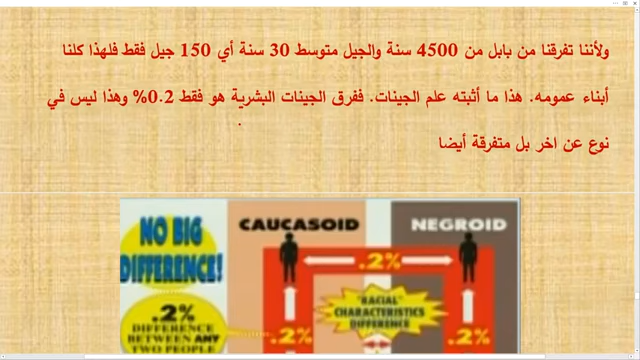 ولأننا تفرقنا من بابل من 4500 سنة والجيل متوسط 30 سنة أي 150 جيل فقط فلهذا كلنا
أبناء عمومه. هذا ما أثبته علم الجينات. ففرق الجينات البشرية هو فقط 0.2% وهذا ليس في
نوع عن اخر بل متفرقة أيضا
NO BIG
DIFFERENCE!
.2%
DIFFERENCE
BETWEEN ANY
TWO PEOPLE
CAUCASOID
NEGROID
.2%
"RACIAL"
CHARACTERISTICS
DIFFERENCE
.2%
.2%